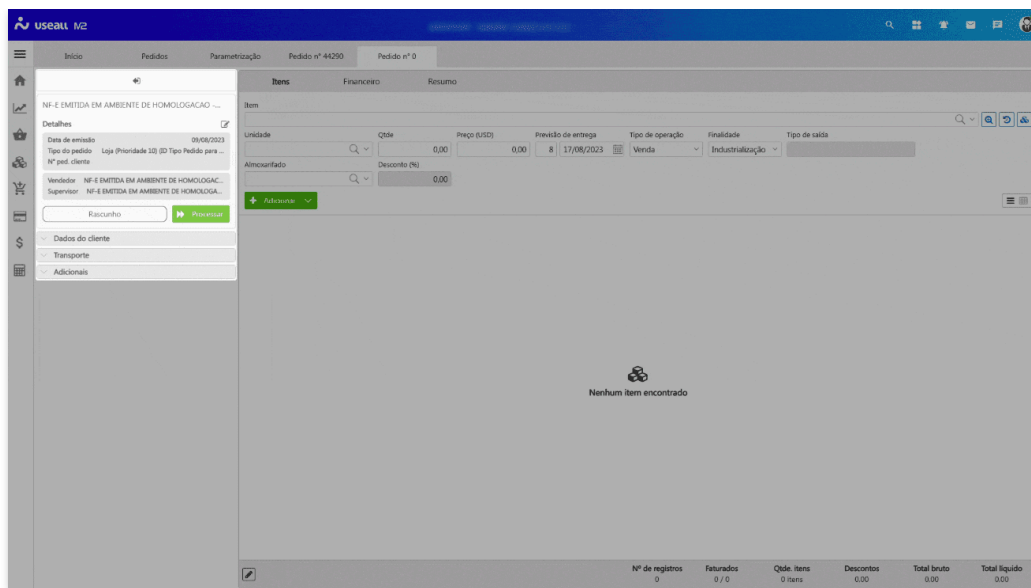 useall M2
Início Pedidos Parametrização Pedido n° 44290 Pedido n° 0
NF-E EMITIDA EM AMBIENTE DE HOMOLOGACAO -...
Detalhes
Data de emissão 09/08/2023
Tipo do pedido Loja (Prioridade 10) (ID Tipo Pedido para ...
N° ped. cliente
Vendedor NF-E EMITIDA EM AMBIENTE DE HOMOLOGAC...
Supervisor NF-E EMITIDA EM AMBIENTE DE HOMOLOGA...
Rascunho Processar
Dados do cliente
Transporte
Adicionais
Itens Financeiro Resumo
Item
Unidade Qtde Preço (USD) Previsão de entrega Tipo de operação Finalidade Tipo de saída
0,00 0,00 8 17/08/2023 Venda Industrialização
Almoxarifado Desconto (%)
0,00
Adicionar
Nenhum item encontrado
Nº de registros Faturados Qtde. itens Descontos Total bruto Total líquido
0 0 / 0 0 itens 0,00 0,00 0,00